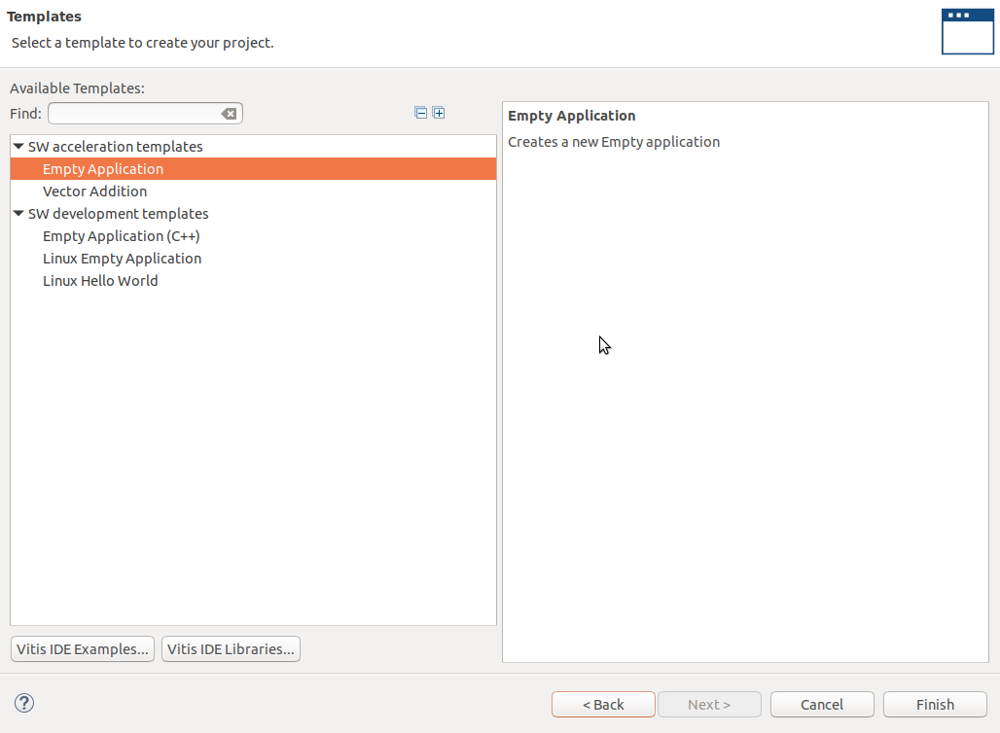 Templates
Select a template to create your project.
Available Templates:
Find:
SW acceleration templates
Empty Application
Vector Addition
SW development templates
Empty Application (C++)
Linux Empty Application
Linux Hello World
Empty Application
Creates a new Empty application
Vitis IDE Examples...
Vitis IDE Libraries...
?
< Back
Next >
Cancel
Finish